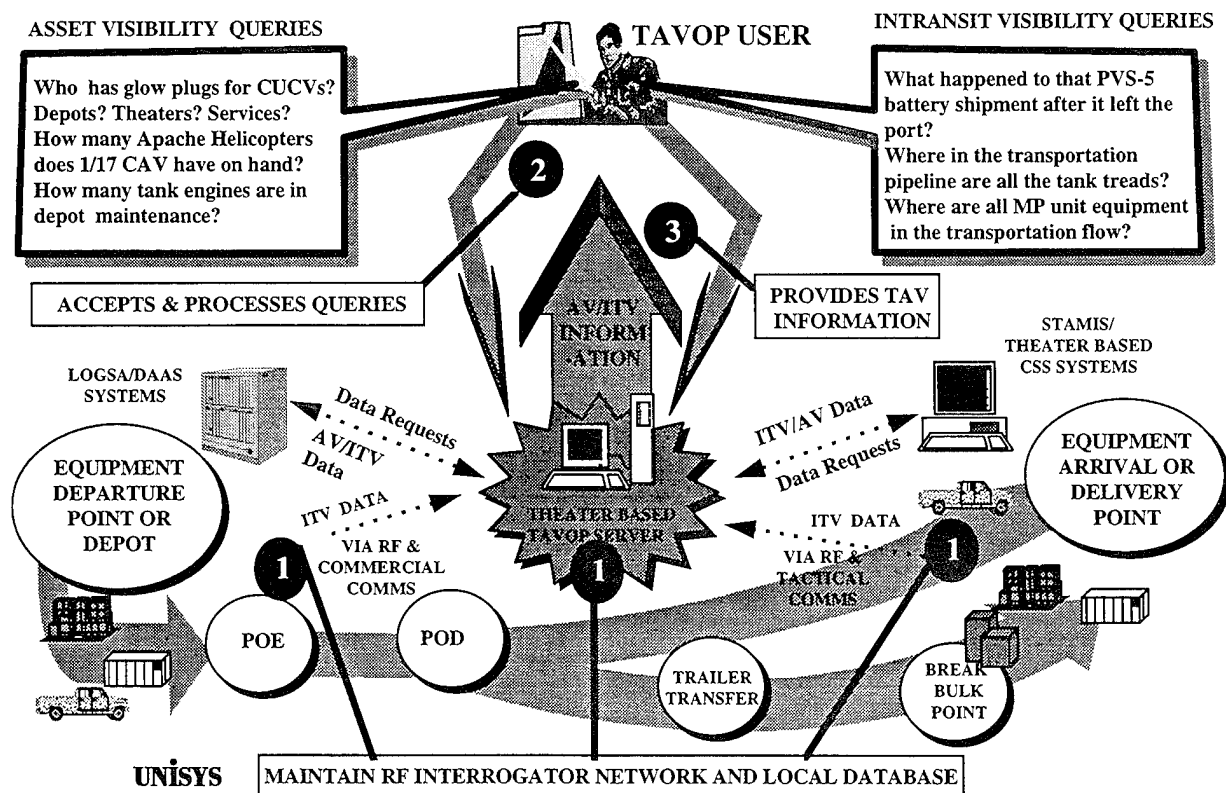 ASSET VISIBILITY QUERIES
TAVOP USER
INTRANSIT VISIBILITY QUERIES
Who has glow plugs for CUCVs?
Depots? Theaters? Services?
How many Apache Helicopters
does 1/17 CAV have on hand?
How many tank engines are in
depot maintenance?
What happened to that PVS-5
battery shipment after it left the
port?
Where in the transportation
pipeline are all the tank treads?
Where are all MP unit equipment
in the transportation flow?
2
3
ACCEPTS & PROCESSES QUERIES
PROVIDES TAV
INFORMATION
AV/ITV
INFORM
-ATION
LOGSA/DAAS
SYSTEMS
STAMIS/
THEATER BASED
CSS SYSTEMS
Data Requests
AV/ITV
Data
ITV/AV Data
Data Requests
EQUIPMENT
DEPARTURE
POINT OR
DEPOT
EQUIPMENT
ARRIVAL OR
DELIVERY
POINT
THEATER BASED
TAVOP SERVER
ITV DATA
VIA RF &
COMMERCIAL
COMMS
ITV DATA
VIA RF &
TACTICAL
COMMS
1
1
1
POE
POD
TRAILER
TRANSFER
BREAK
BULK
POINT
UNiSYS
MAINTAIN RF INTERROGATOR NETWORK AND LOCAL DATABASE